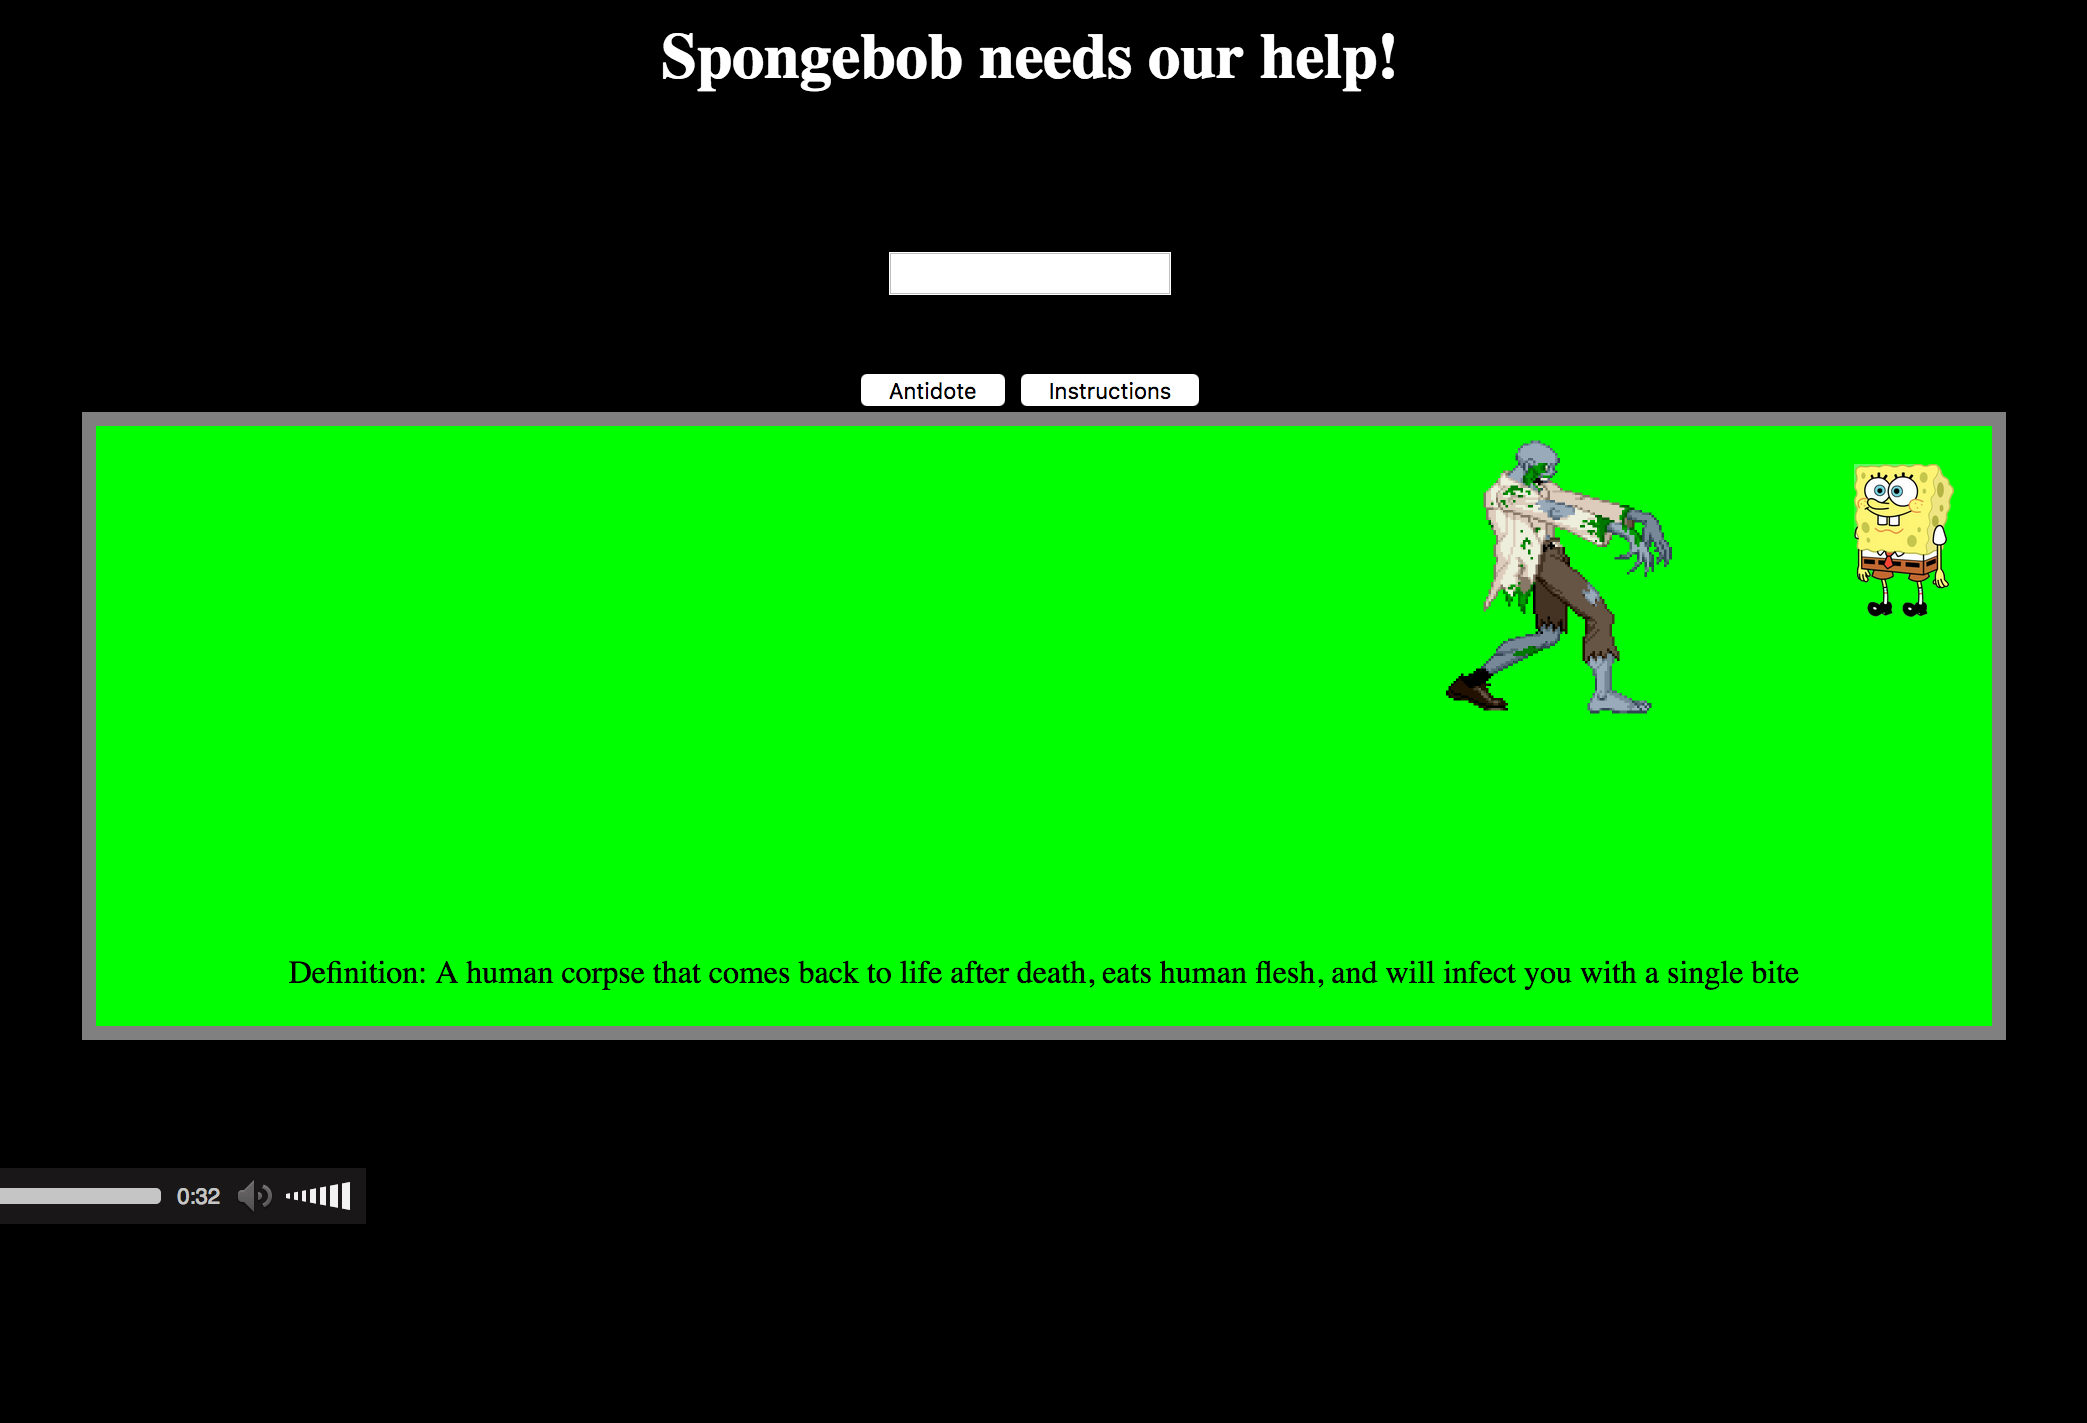 Spongebob needs our help!
Antidote
Instructions
Definition: A human corpse that comes back to life after death, eats human flesh, and will infect you with a single bite
0:32